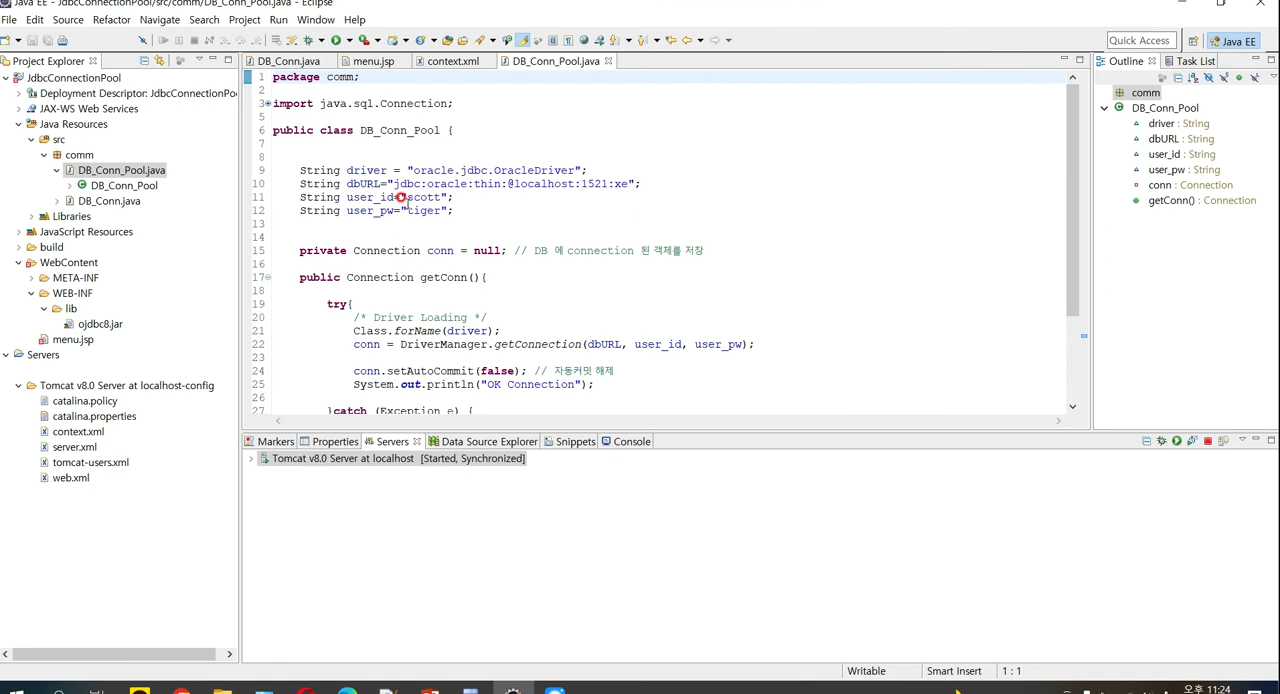 Java EE - JdbcConnectionPool/src/comm/DB_Conn_Pool.java - Eclipse
File Edit Source Refactor Navigate Search Project Run Window Help
Quick Access
Java EE
Project Explorer
JdbcConnectionPool
Deployment Descriptor: JdbcConnectionPo
JAX-WS Web Services
Java Resources
src
comm
DB_Conn_Pool.java
DB_Conn_Pool
DB_Conn.java
Libraries
JavaScript Resources
build
WebContent
META-INF
WEB-INF
lib
ojdbc8.jar
menu.jsp
Servers
Tomcat v8.0 Server at localhost-config
catalina.policy
catalina.properties
context.xml
server.xml
tomcat-users.xml
web.xml
DB_Conn.java menu.jsp context.xml DB_Conn_Pool.java
1 package comm;
2
3 import java.sql.Connection;
5
6 public class DB_Conn_Pool {
7
8
9 String driver = "oracle.jdbc.OracleDriver";
10 String dbURL="jdbc:oracle:thin:@localhost:1521:xe";
11 String user_id= scott";
12 String user_pw="tiger";
13
14
15 private Connection conn = null; // DB 에 connection 된 객체를 저장
16
17 public Connection getConn(){
18
19 try{
20 /* Driver Loading */
21 Class.forName(driver);
22 conn = DriverManager.getConnection(dbURL, user_id, user_pw);
23
24 conn.setAutoCommit(false); // 자동커밋 해제
25 System.out.println("OK Connection");
26
27 }catch (Exception e) {
Outline Task List
comm
DB_Conn_Pool
driver : String
dbURL : String
user_id : String
user_pw : String
conn : Connection
getConn() : Connection
Markers Properties Servers Data Source Explorer Snippets Console
Tomcat v8.0 Server at localhost [Started, Synchronized]
Writable Smart Insert 1 : 1
오후 11:24